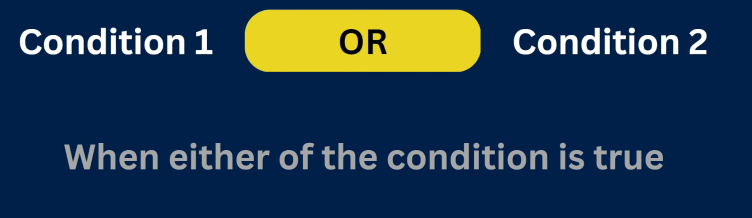 Condition 1 OR Condition 2
When either of the condition is true